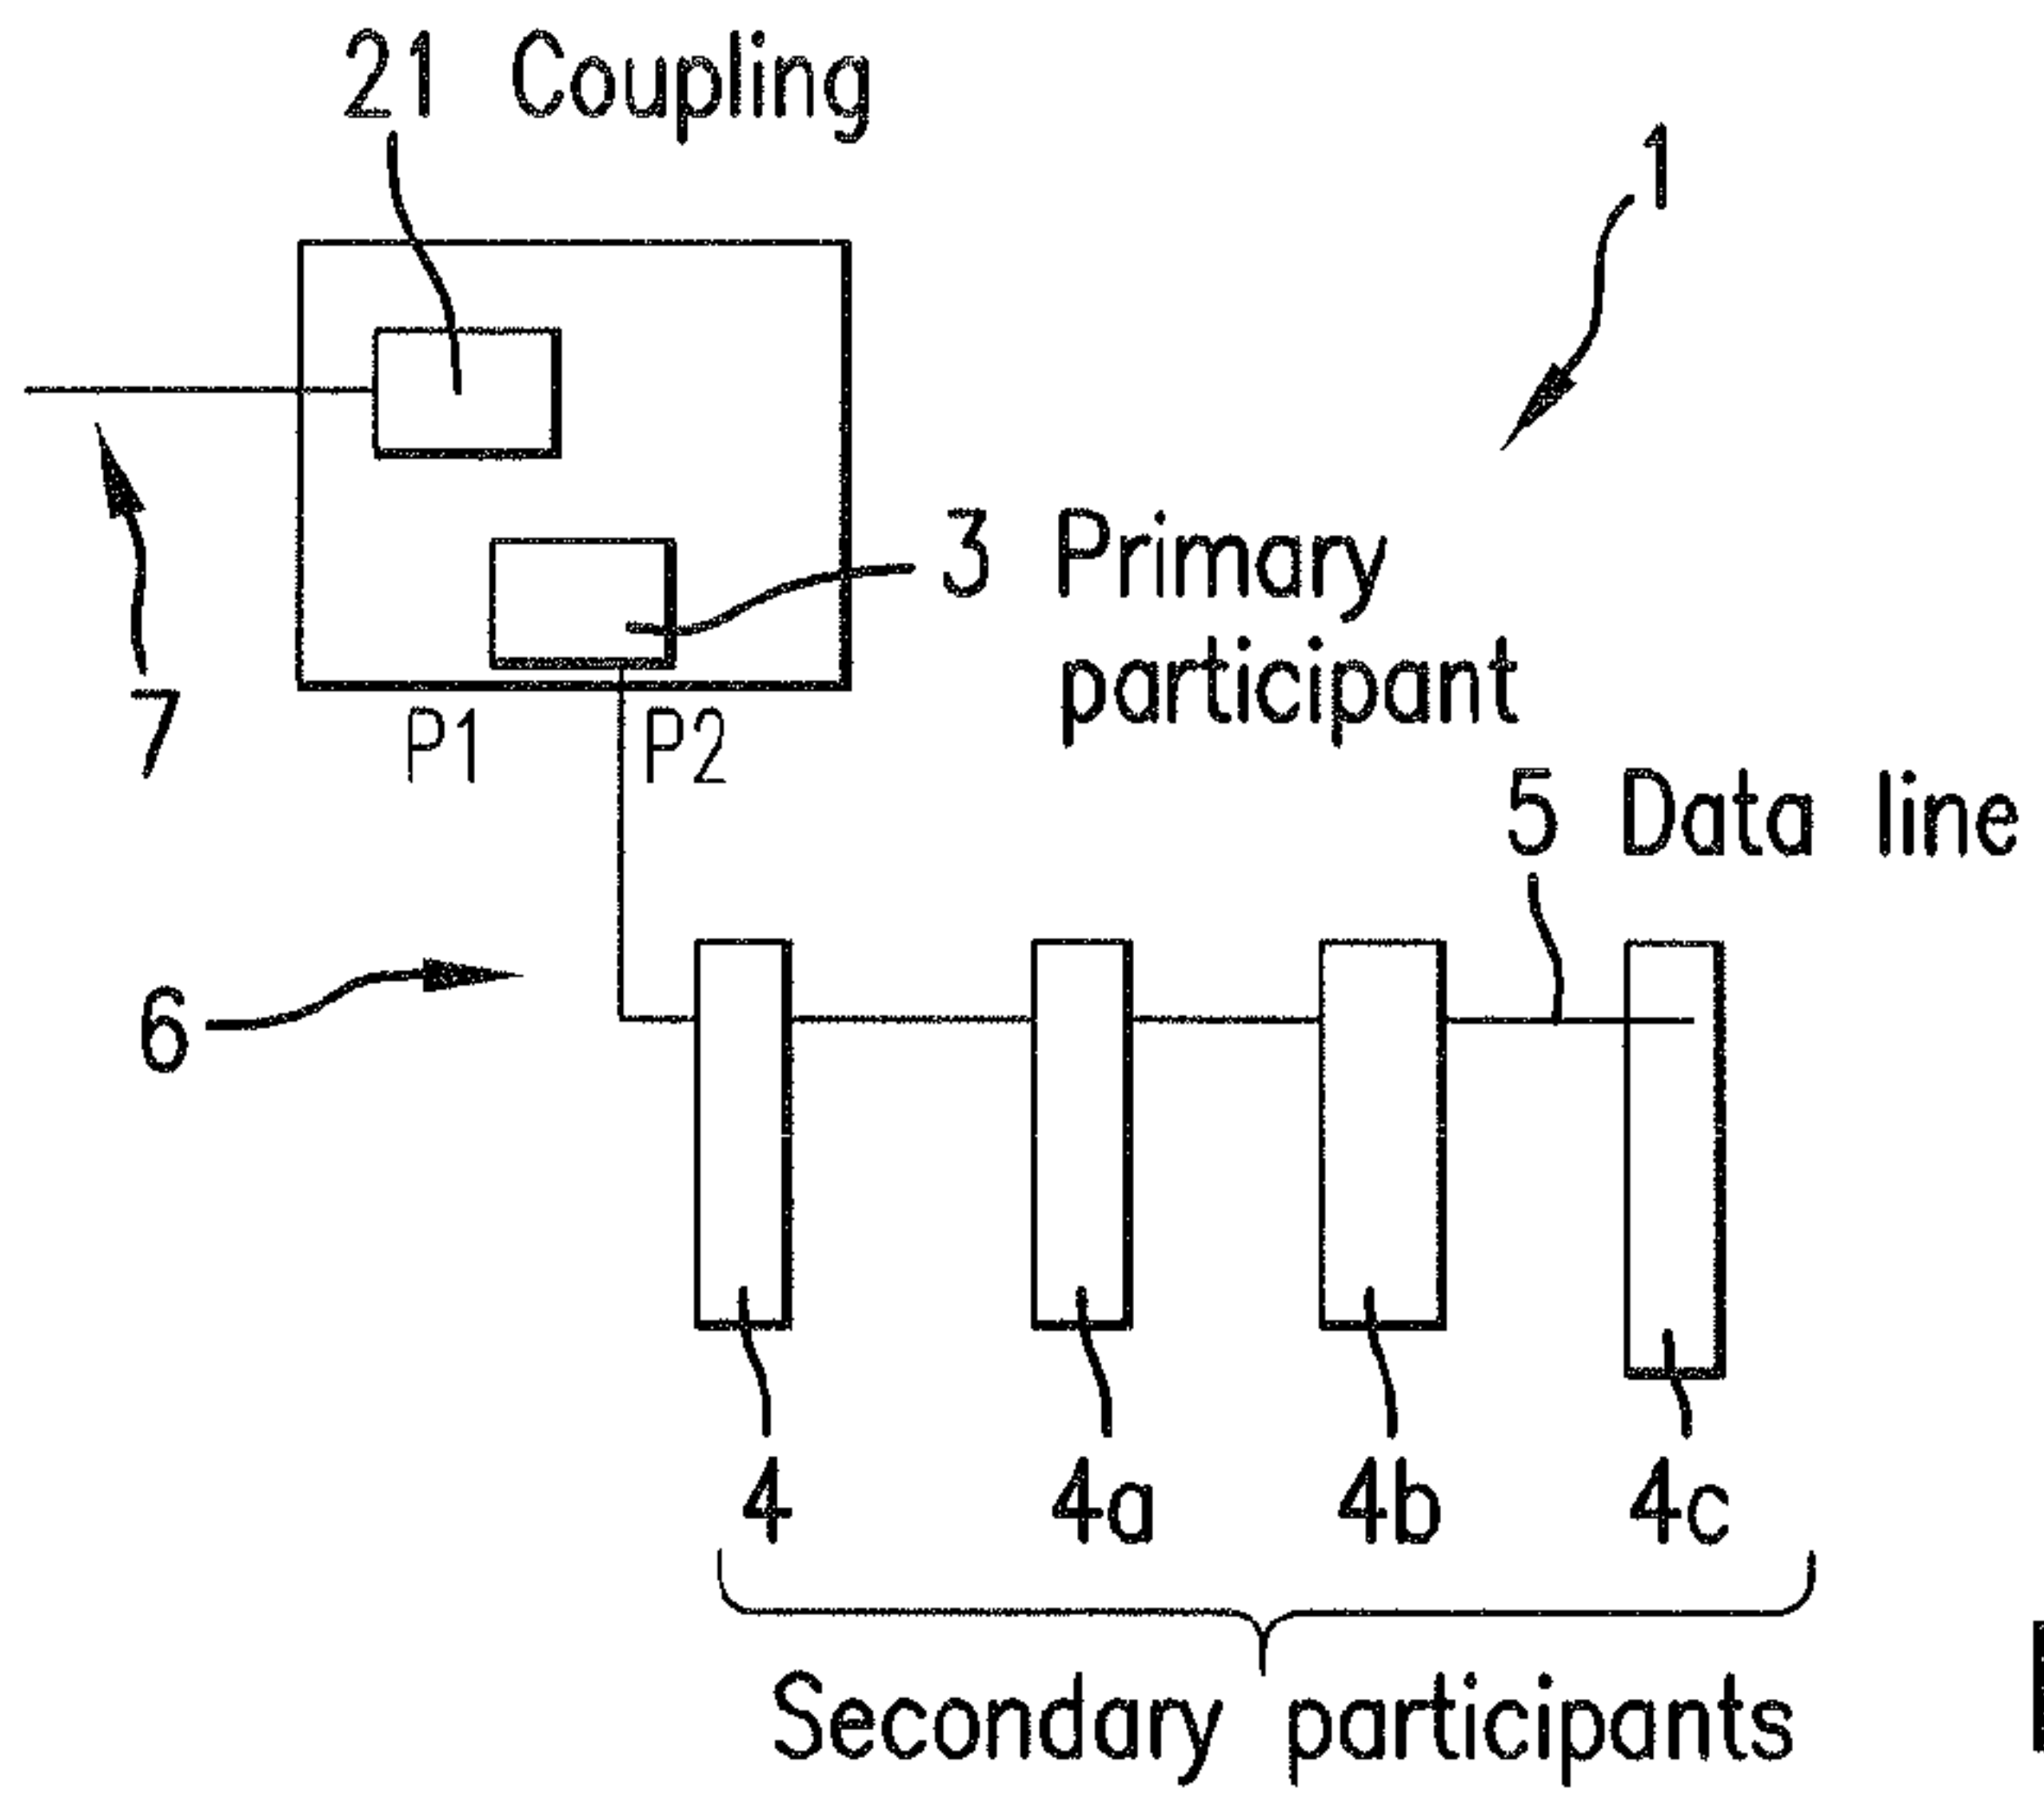 21 Coupling
1
3 Primary
participant
7
P1
P2
5 Data line
6
4
4a
4b
4c
Secondary participants